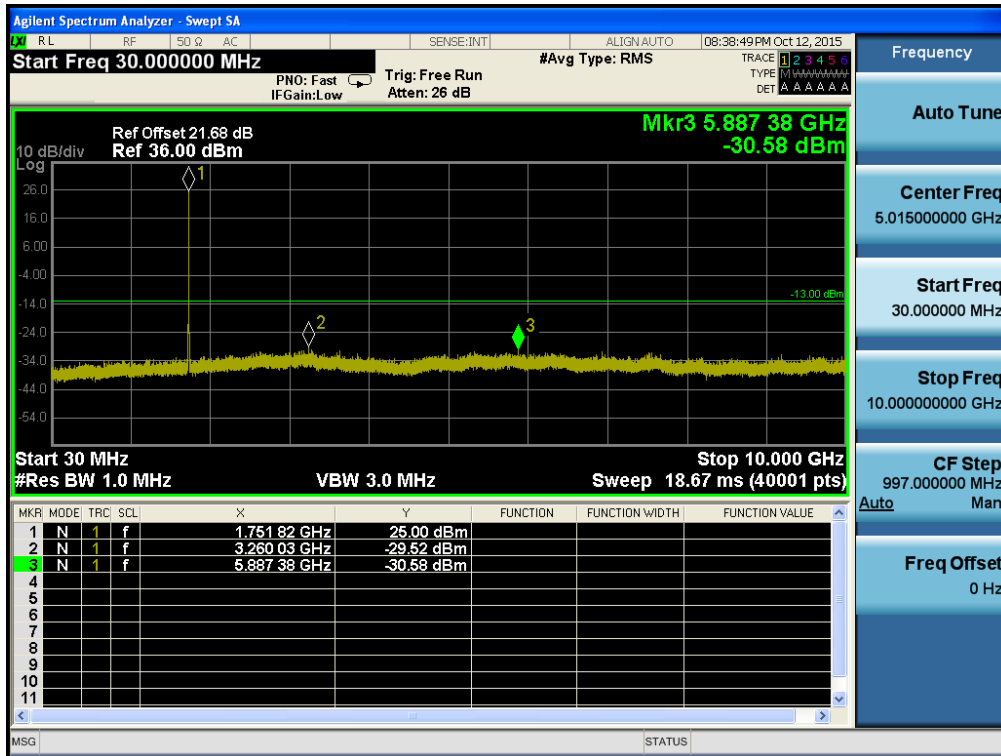 Agilent Spectrum Analyzer - Swept SA
LXI RL RF 50 Ω AC SENSE:INT ALIGNAUTO 08:38:49 PM Oct 12, 2015
Start Freq 30.000000 MHz
PNO: Fast
IFGain:Low
Trig: Free Run
Atten: 26 dB
#Avg Type: RMS
TRACE 1 2 3 4 5 6
TYPE M WWWWW
DET A A A A A A
Mkr3 5.887 38 GHz
-30.58 dBm
Ref Offset 21.68 dB
10 dB/div Ref 36.00 dBm
Log
1
26.0
16.0
6.00
-4.00
-13.00 dBm
-14.0
-24.0
2
3
-34.0
-44.0
-54.0
Start 30 MHz Stop 10.000 GHz
#Res BW 1.0 MHz VBW 3.0 MHz Sweep 18.67 ms (40001 pts)
MKR MODE TRC SCL X Y FUNCTION FUNCTION WIDTH FUNCTION VALUE
1 N 1 f 1.751 82 GHz 25.00 dBm
2 N 1 f 3.260 03 GHz -29.52 dBm
3 N 1 f 5.887 38 GHz -30.58 dBm
4
5
6
7
8
9
10
11
MSG STATUS
Frequency
Auto Tune
Center Freq
5.015000000 GHz
Start Freq
30.000000 MHz
Stop Freq
10.000000000 GHz
CF Step
997.000000 MHz
Auto Man
Freq Offset
0 Hz